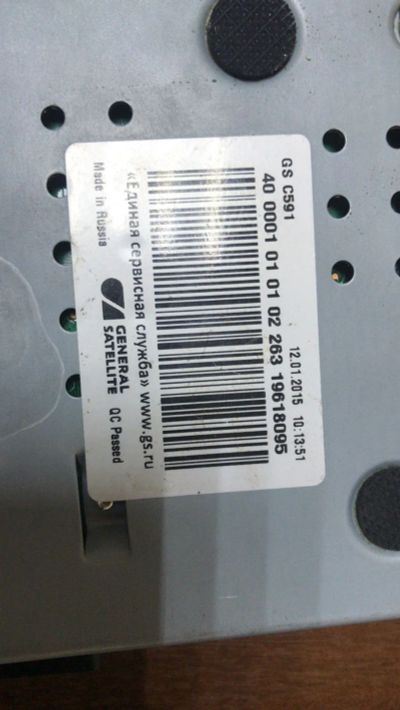 GS C591
12.01.2015 10:13:51
40 0001 01 01 02 263 19618095
«Единая сервисная служба» www.gs.ru
Made in Russia
GENERAL
SATELLITE
QC Passed